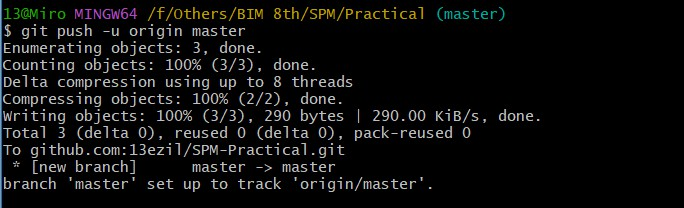 13@Miro MINGW64 /f/Others/BIM 8th/SPM/Practical (master)
$ git push -u origin master
Enumerating objects: 3, done.
Counting objects: 100% (3/3), done.
Delta compression using up to 8 threads
Compressing objects: 100% (2/2), done.
Writing objects: 100% (3/3), 290 bytes | 290.00 KiB/s, done.
Total 3 (delta 0), reused 0 (delta 0), pack-reused 0
To github.com:13ezil/SPM-Practical.git
 * [new branch]      master -> master
branch 'master' set up to track 'origin/master'.